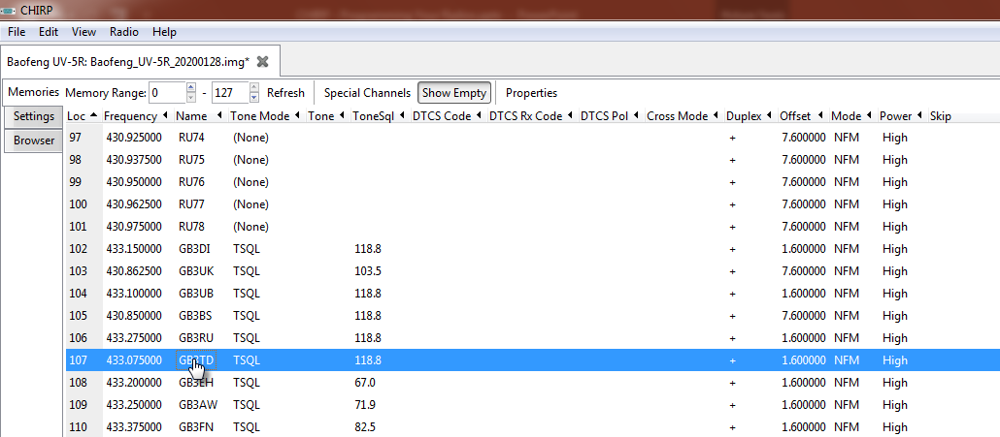 CHIRP
File Edit View Radio Help
Baofeng UV-5R: Baofeng_UV-5R_20200128.img*
Memories Memory Range: 0 - 127 Refresh Special Channels Show Empty Properties
Settings
Browser
Loc Frequency Name Tone Mode Tone ToneSql DTCS Code DTCS Rx Code DTCS Pol Cross Mode Duplex Offset Mode Power Skip
97 430.925000 RU74 (None) + 7.600000 NFM High
98 430.937500 RU75 (None) + 7.600000 NFM High
99 430.950000 RU76 (None) + 7.600000 NFM High
100 430.962500 RU77 (None) + 7.600000 NFM High
101 430.975000 RU78 (None) + 7.600000 NFM High
102 433.150000 GB3DI TSQL 118.8 + 1.600000 NFM High
103 430.862500 GB3UK TSQL 103.5 + 7.600000 NFM High
104 433.100000 GB3UB TSQL 118.8 + 1.600000 NFM High
105 430.850000 GB3BS TSQL 118.8 + 7.600000 NFM High
106 433.275000 GB3RU TSQL 118.8 + 1.600000 NFM High
107 433.075000 GB3TD TSQL 118.8 + 1.600000 NFM High
108 433.200000 GB3EH TSQL 67.0 + 1.600000 NFM High
109 433.250000 GB3AW TSQL 71.9 + 1.600000 NFM High
110 433.375000 GB3FN TSQL 82.5 + 1.600000 NFM High